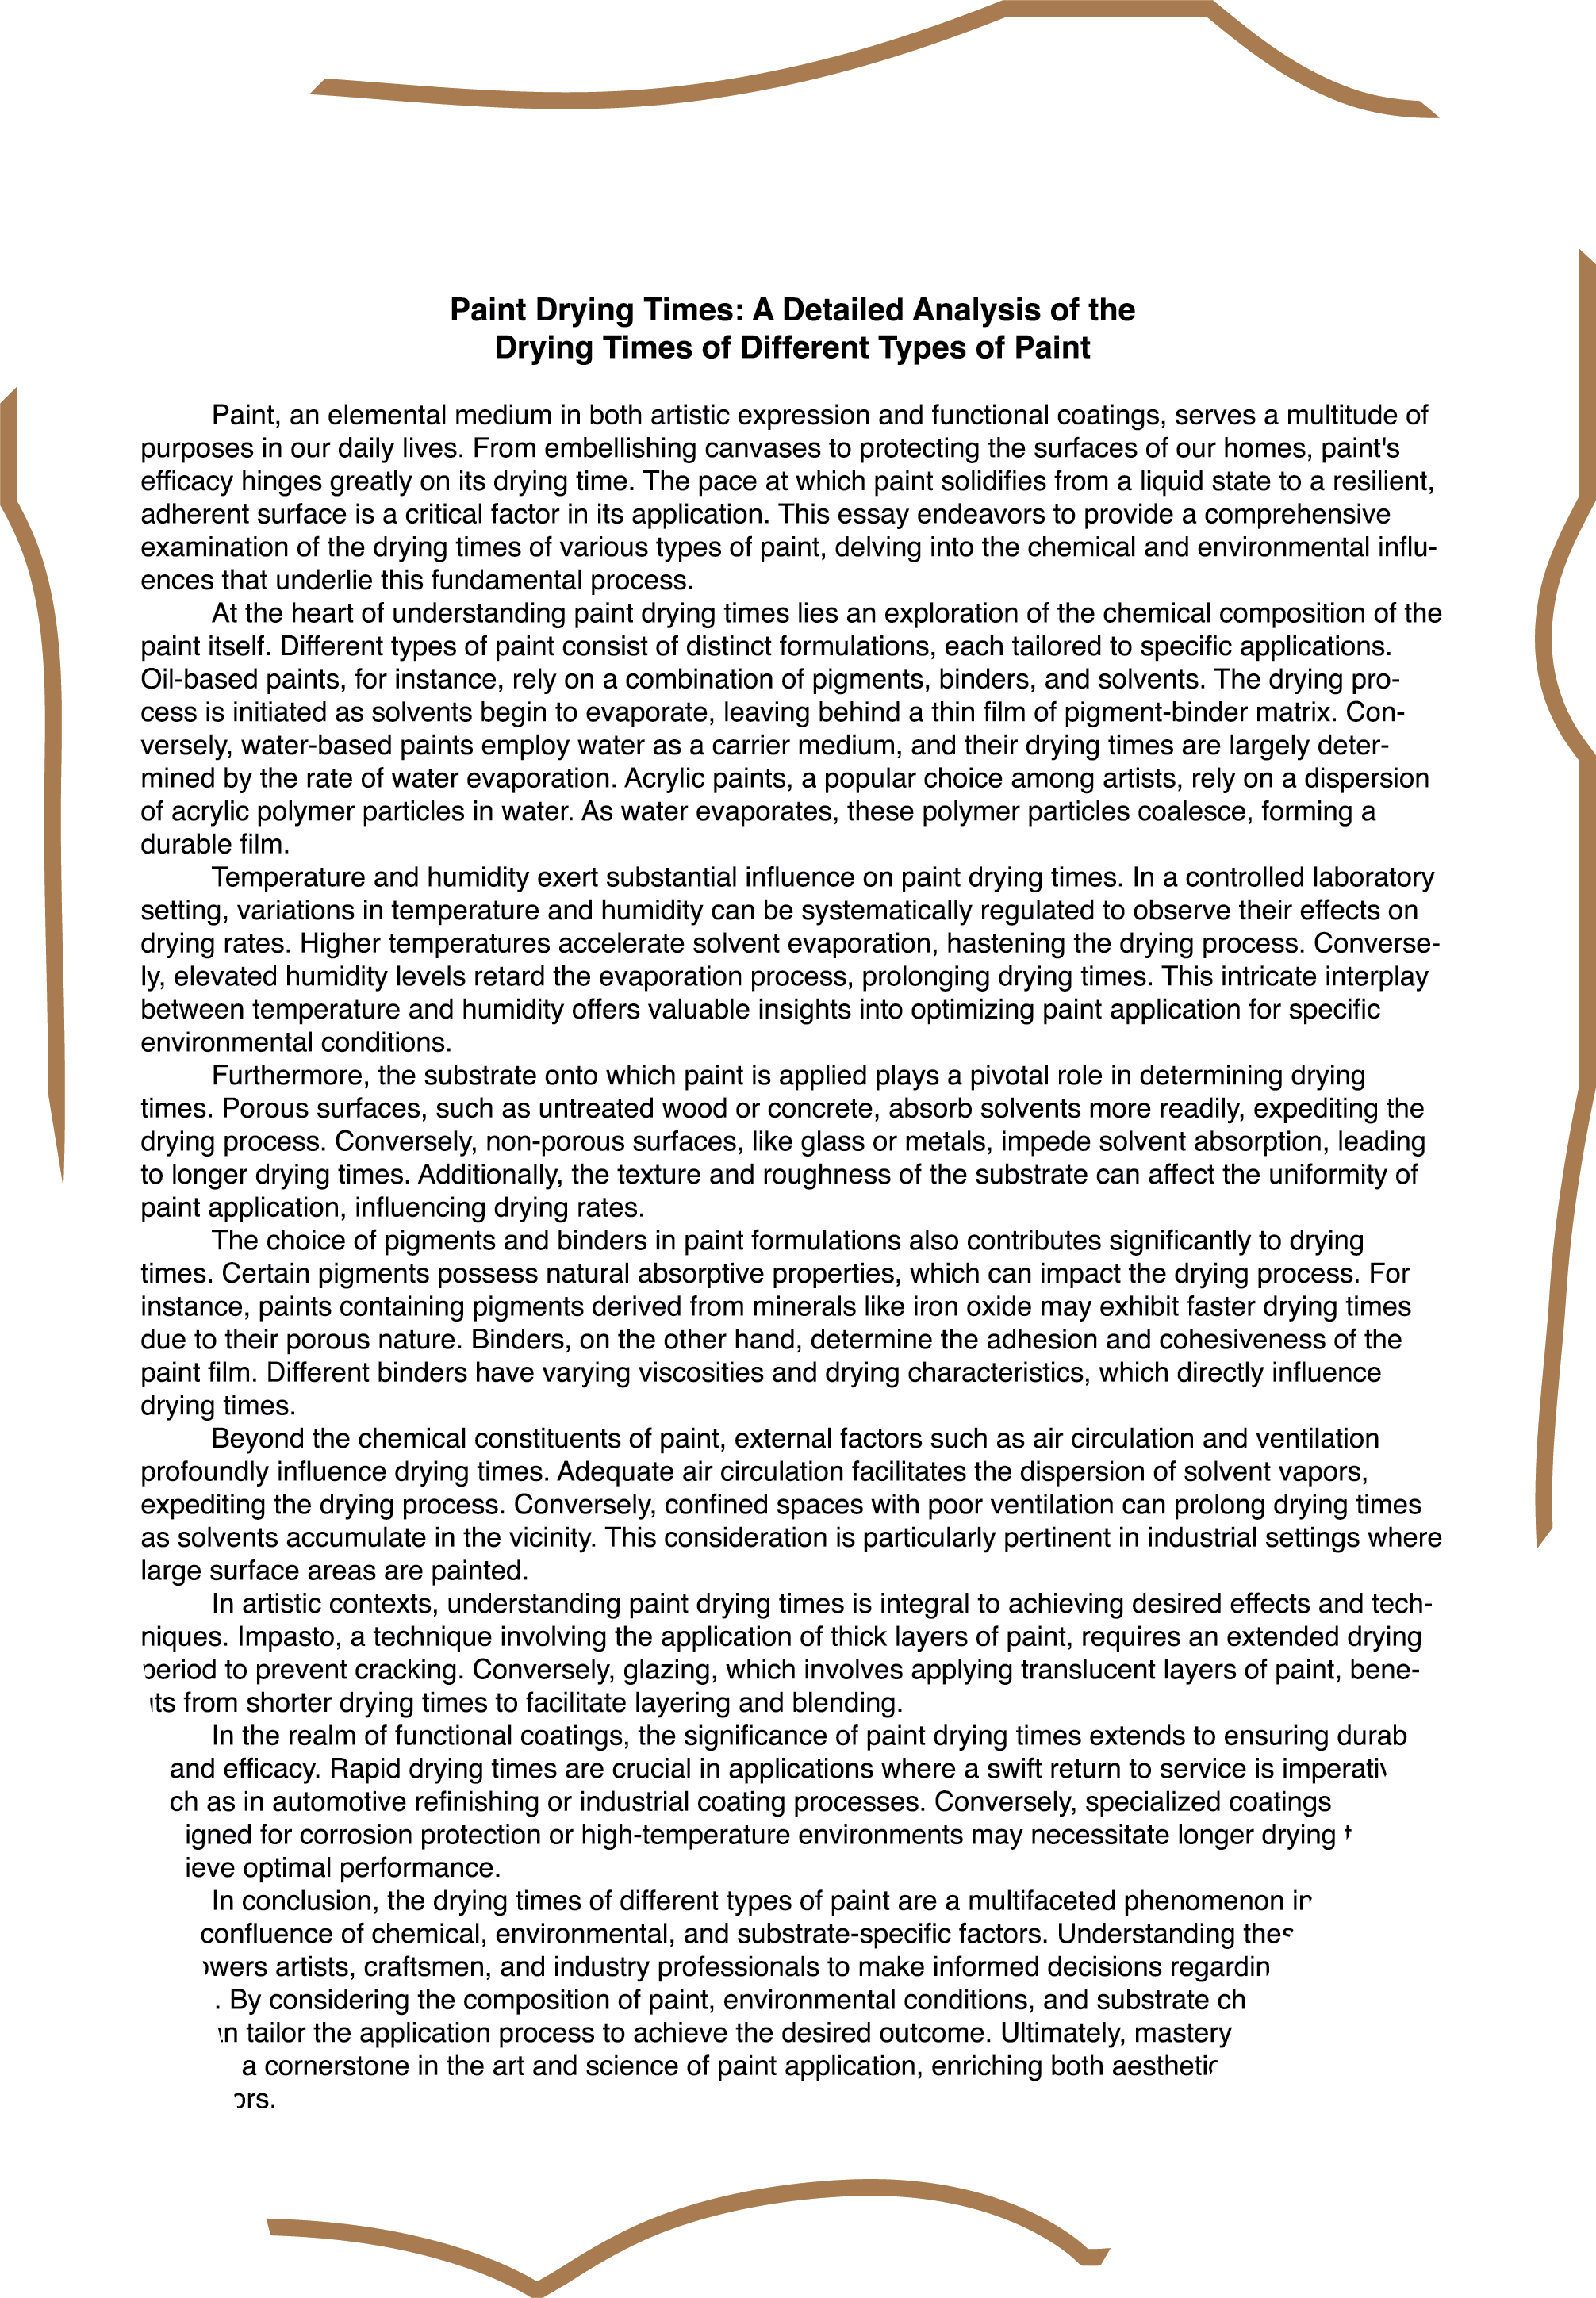 Paint Drying Times: A Detailed Analysis of the
Drying Times of Different Types of Paint
Paint, an elemental medium in both artistic expression and functional coatings, serves a multitude of
purposes in our daily lives. From embellishing canvases to protecting the surfaces of our homes, paint's
efficacy hinges greatly on its drying time. The pace at which paint solidifies from a liquid state to a resilient,
adherent surface is a critical factor in its application. This essay endeavors to provide a comprehensive
examination of the drying times of various types of paint, delving into the chemical and environmental influ-
ences that underlie this fundamental process.
At the heart of understanding paint drying times lies an exploration of the chemical composition of the
paint itself. Different types of paint consist of distinct formulations, each tailored to specific applications.
Oil-based paints, for instance, rely on a combination of pigments, binders, and solvents. The drying pro-
cess is initiated as solvents begin to evaporate, leaving behind a thin film of pigment-binder matrix. Con-
versely, water-based paints employ water as a carrier medium, and their drying times are largely deter-
mined by the rate of water evaporation. Acrylic paints, a popular choice among artists, rely on a dispersion
of acrylic polymer particles in water. As water evaporates, these polymer particles coalesce, forming a
durable film.
Temperature and humidity exert substantial influence on paint drying times. In a controlled laboratory
setting, variations in temperature and humidity can be systematically regulated to observe their effects on
drying rates. Higher temperatures accelerate solvent evaporation, hastening the drying process. Converse-
ly, elevated humidity levels retard the evaporation process, prolonging drying times. This intricate interplay
between temperature and humidity offers valuable insights into optimizing paint application for specific
environmental conditions.
Furthermore, the substrate onto which paint is applied plays a pivotal role in determining drying
times. Porous surfaces, such as untreated wood or concrete, absorb solvents more readily, expediting the
drying process. Conversely, non-porous surfaces, like glass or metals, impede solvent absorption, leading
to longer drying times. Additionally, the texture and roughness of the substrate can affect the uniformity of
paint application, influencing drying rates.
The choice of pigments and binders in paint formulations also contributes significantly to drying
times. Certain pigments possess natural absorptive properties, which can impact the drying process. For
instance, paints containing pigments derived from minerals like iron oxide may exhibit faster drying times
due to their porous nature. Binders, on the other hand, determine the adhesion and cohesiveness of the
paint film. Different binders have varying viscosities and drying characteristics, which directly influence
drying times.
Beyond the chemical constituents of paint, external factors such as air circulation and ventilation
profoundly influence drying times. Adequate air circulation facilitates the dispersion of solvent vapors,
expediting the drying process. Conversely, confined spaces with poor ventilation can prolong drying times
as solvents accumulate in the vicinity. This consideration is particularly pertinent in industrial settings where
large surface areas are painted.
In artistic contexts, understanding paint drying times is integral to achieving desired effects and tech-
niques. Impasto, a technique involving the application of thick layers of paint, requires an extended drying
period to prevent cracking. Conversely, glazing, which involves applying translucent layers of paint, bene-
ts from shorter drying times to facilitate layering and blending.
In the realm of functional coatings, the significance of paint drying times extends to ensuring durab
and efficacy. Rapid drying times are crucial in applications where a swift return to service is imperati
ch as in automotive refinishing or industrial coating processes. Conversely, specialized coatings
igned for corrosion protection or high-temperature environments may necessitate longer drying
ieve optimal performance.
In conclusion, the drying times of different types of paint are a multifaceted phenomenon in
confluence of chemical, environmental, and substrate-specific factors. Understanding thes
owers artists, craftsmen, and industry professionals to make informed decisions regardin
. By considering the composition of paint, environmental conditions, and substrate ch
n tailor the application process to achieve the desired outcome. Ultimately, mastery
a cornerstone in the art and science of paint application, enriching both aesthetic
ors.